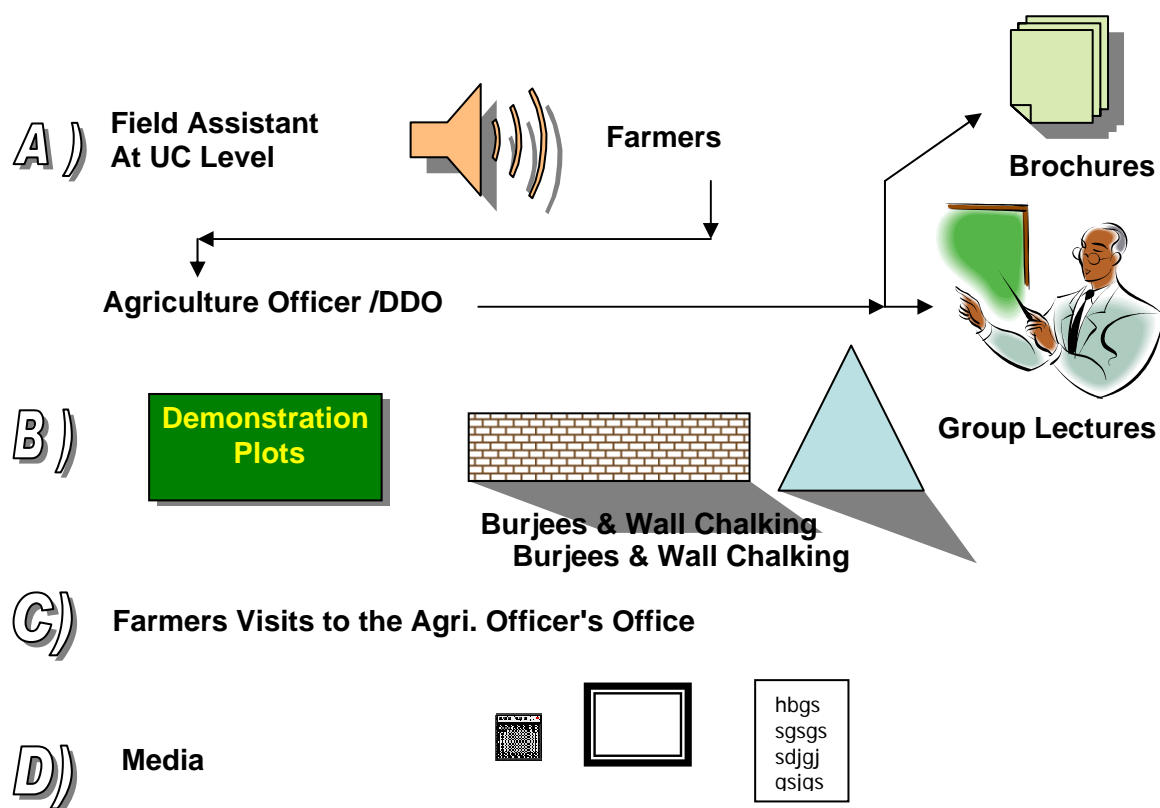 A)
Field Assistant
At UC Level
Farmers
Brochures
Agriculture Officer /DDO
Group Lectures
B)
Demonstration
Plots
Burjees & Wall Chalking
Burjees & Wall Chalking
C)
Farmers Visits to the Agri. Officer's Office
D)
Media
hbgs
sgsgs
sdjgj